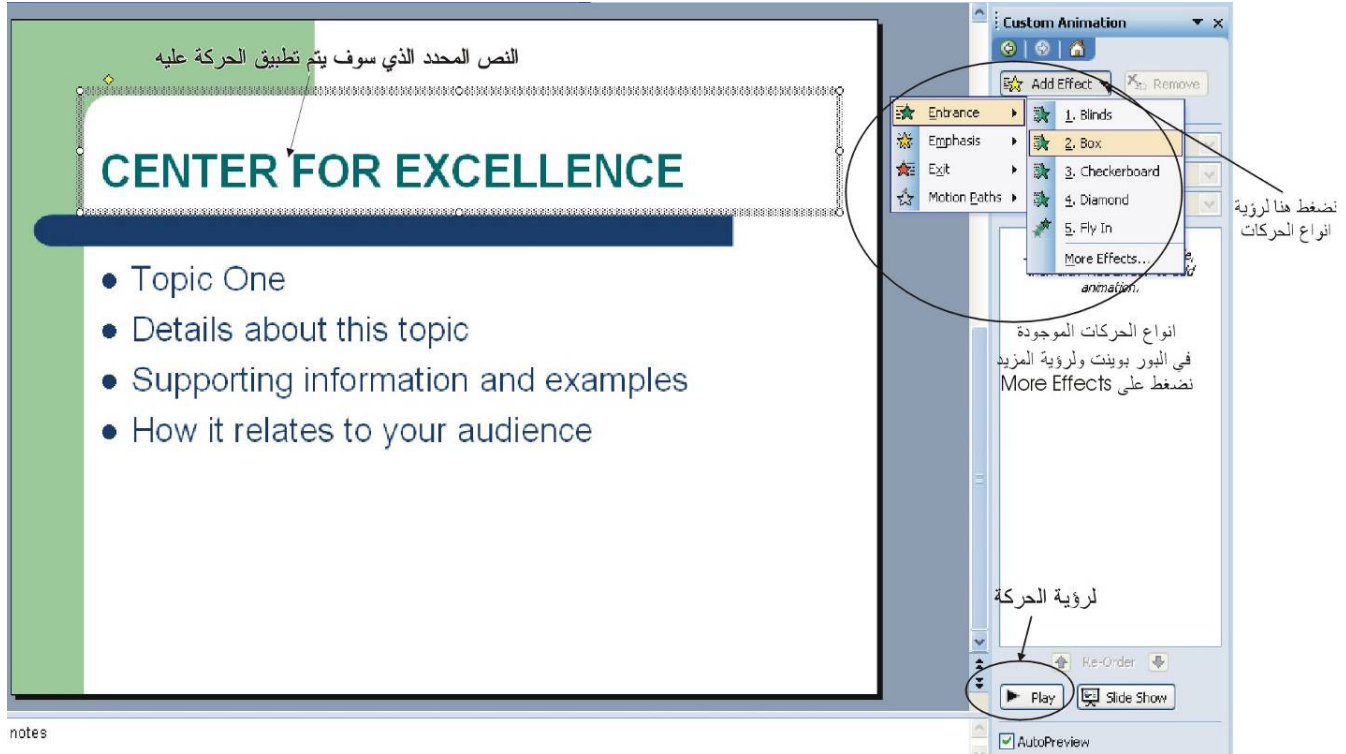 النص المحدد الذي سوف يتم تطبيق الحركة عليه
CENTER FOR EXCELLENCE
Topic One
Details about this topic
Supporting information and examples
How it relates to your audience
notes
Custom Animation
Add Effect
Remove
Entrance
Emphasis
Exit
Motion Paths
1. Blinds
2. Box
3. Checkerboard
4. Diamond
5. Fly In
More Effects...
animation.
نضغط هنا لرؤية
انواع الحركات
انواع الحركات الموجودة
في البور بوينت ولرؤية المزيد
نضغط على More Effects
لرؤية الحركة
Re-Order
Play
Slide Show
AutoPreview